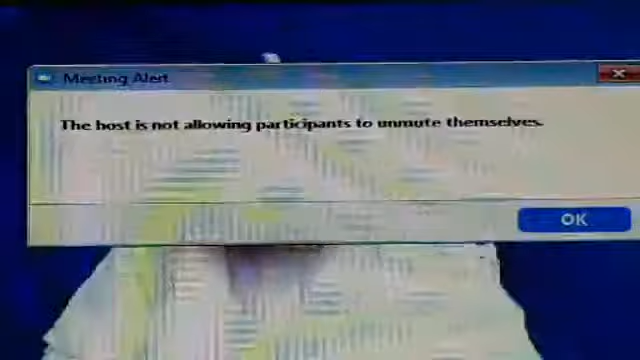 Meeting Alert
The host is not allowing participants to unmute themselves.
OK